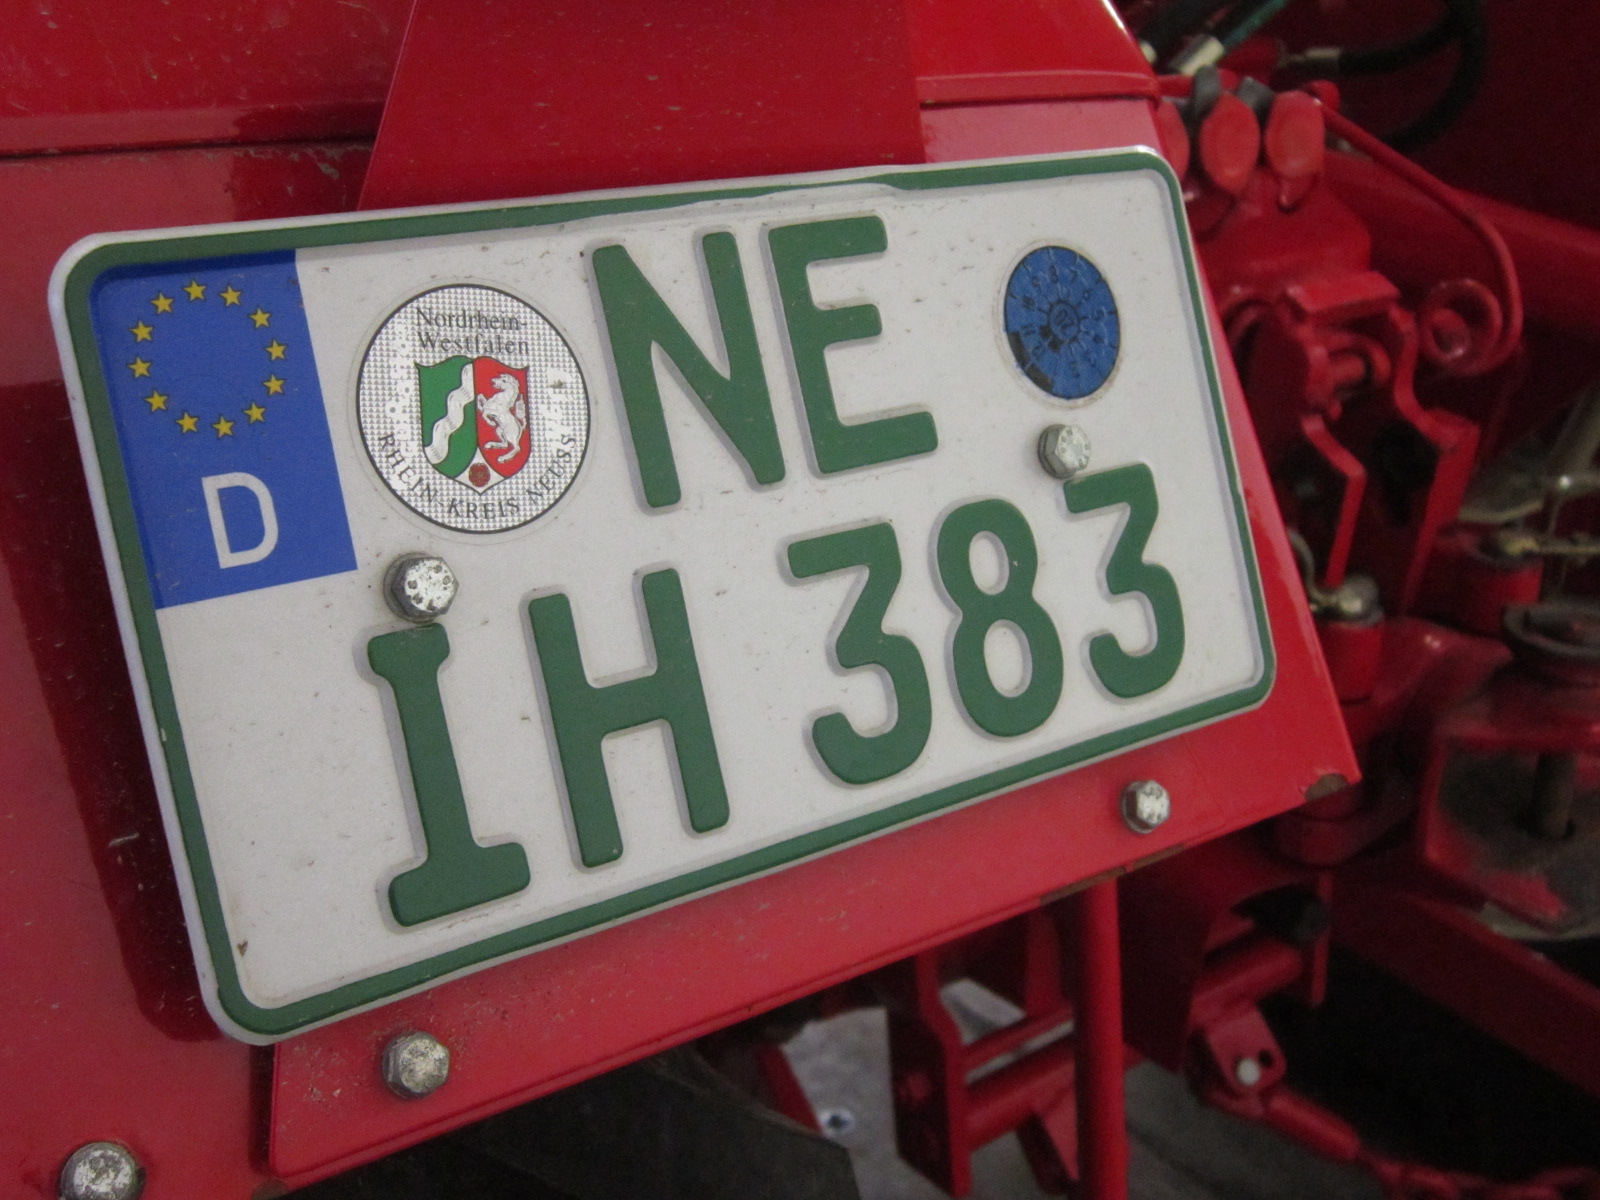 NE
D
Nordrhein-
Westfalen
RHEIN-KREIS NEUSS
IH 383